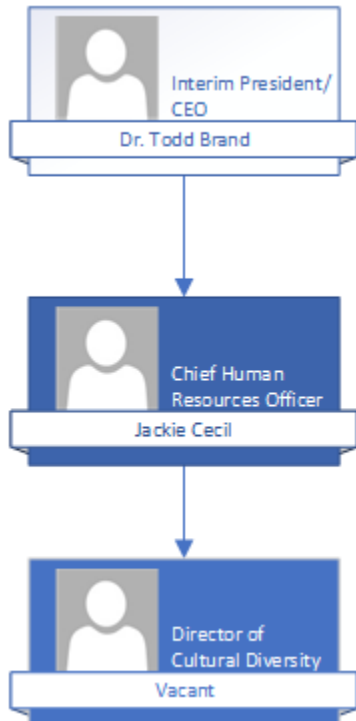 Interim President/
CEO
Dr. Todd Brand
Chief Human
Resources Officer
Jackie Cecil
Director of
Cultural Diversity
Vacant